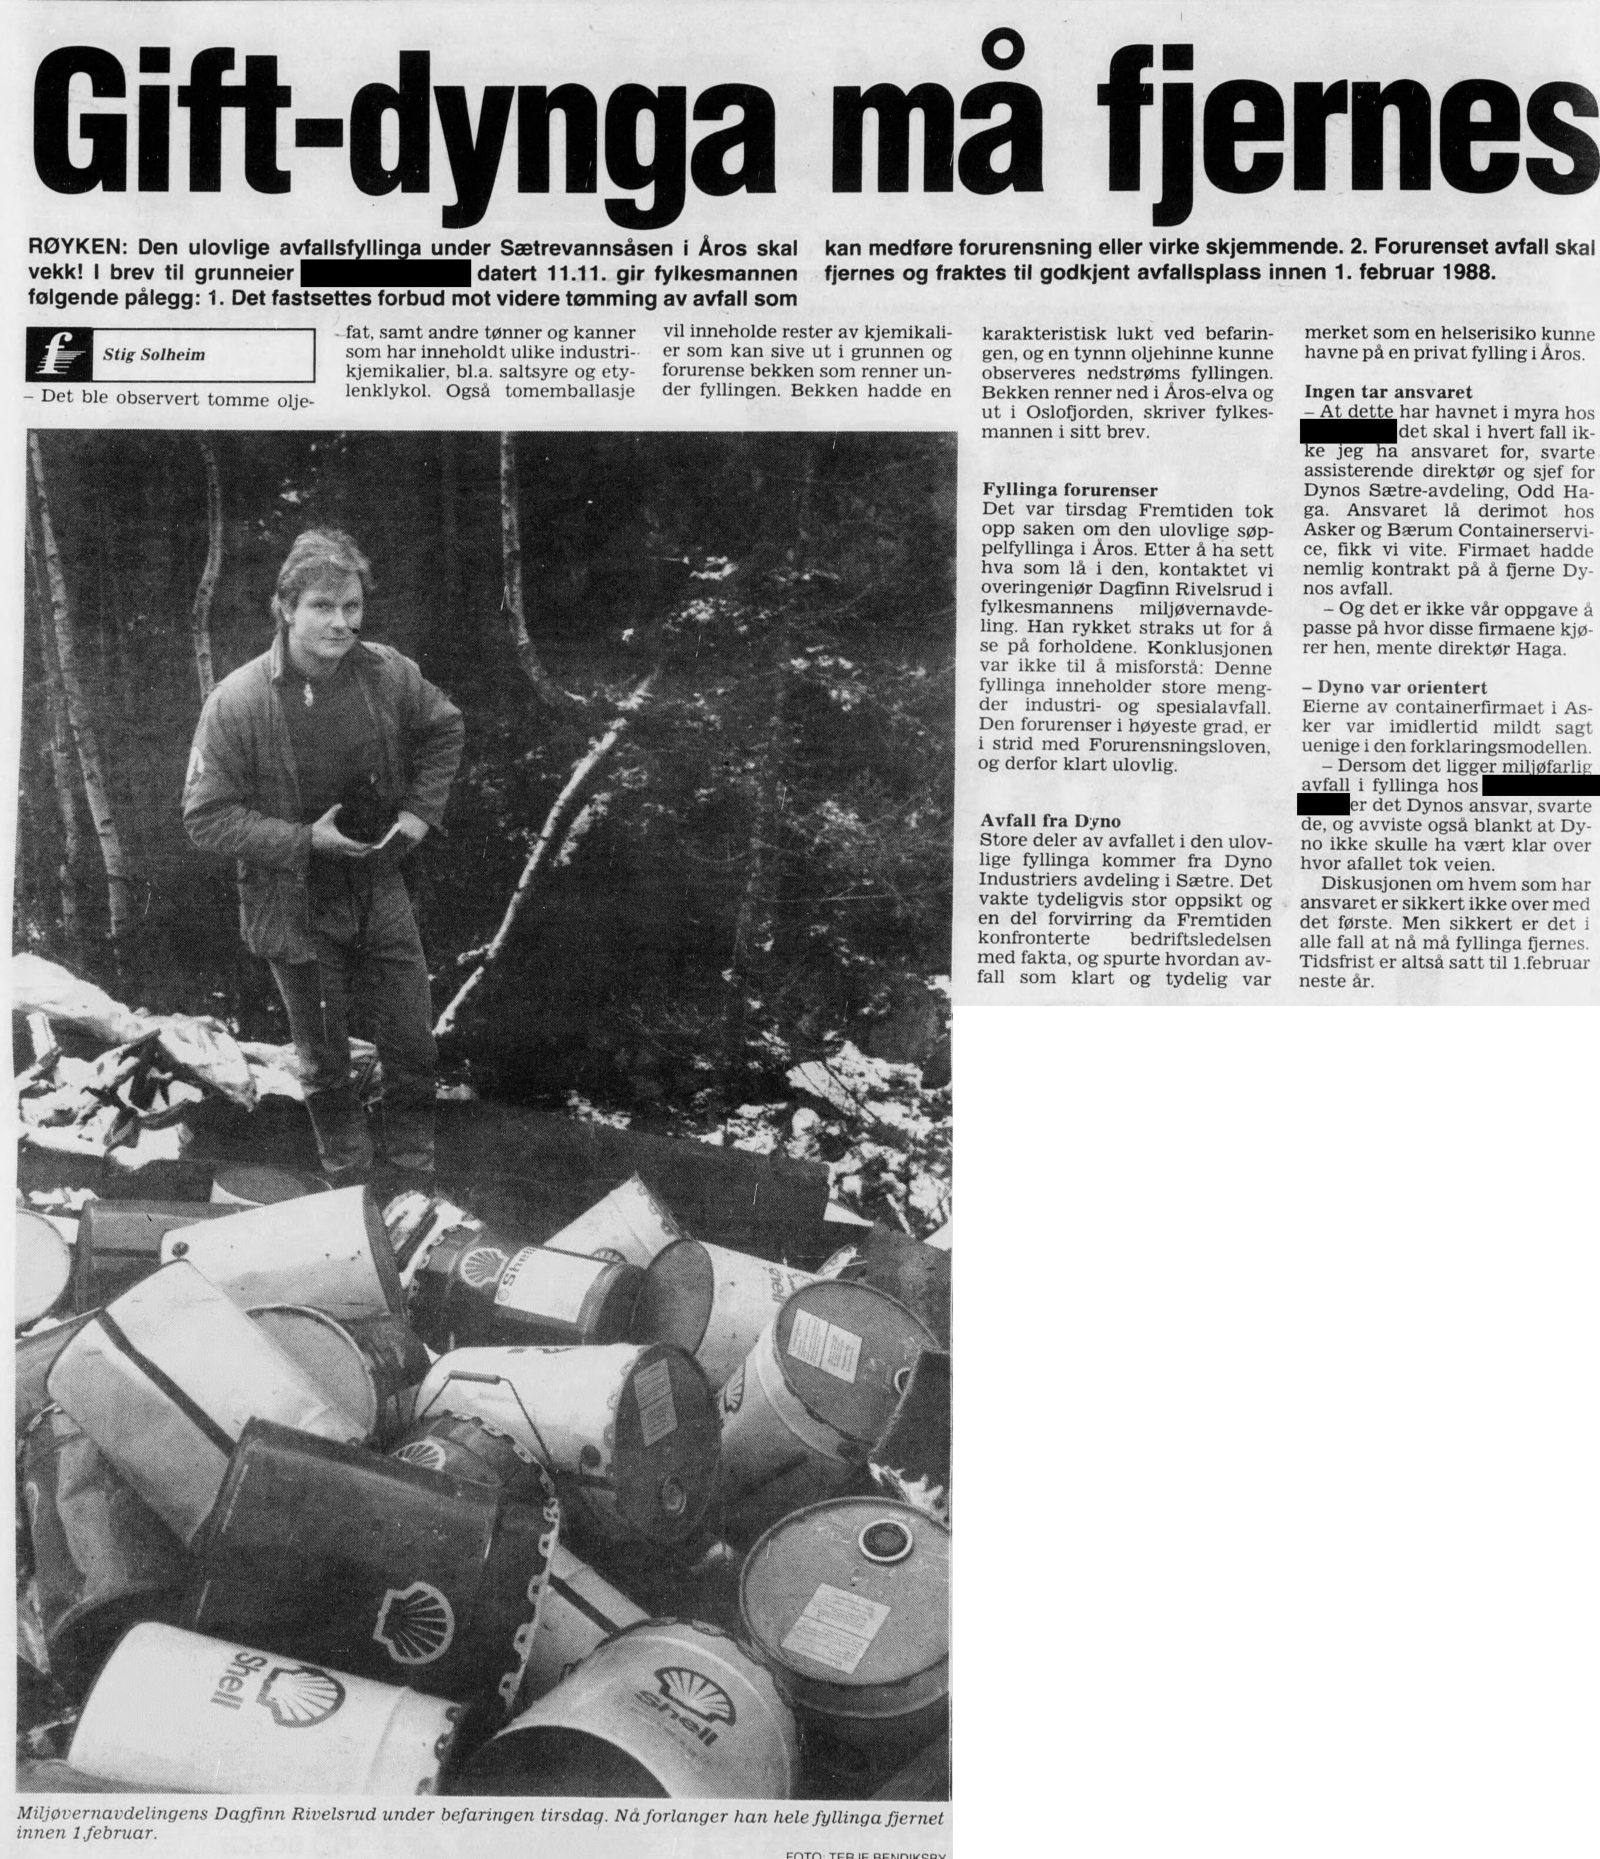 Gift-dynga må fjernes
RØYKEN: Den ulovlige avfallsfyllinga under Sætrevannsåsen i Åros skal
vekk! I brev til grunneier datert 11.11. gir fylkesmannen
følgende pålegg: 1. Det fastsettes forbud mot videre tømming av avfall som
kan medføre forurensning eller virke skjemmende. 2. Forurenset avfall skal
fjernes og fraktes til godkjent avfallsplass innen 1. februar 1988.
f
Stig Solheim
– Det ble observert tomme olje-
fat, samt andre tønner og kanner
som har inneholdt ulike industri-
kjemikalier, bl.a. saltsyre og ety-
lenklykol. Også tomemballasje
vil inneholde rester av kjemikali-
er som kan sive ut i grunnen og
forurense bekken som renner un-
der fyllingen. Bekken hadde en
karakteristisk lukt ved befarin-
gen, og en tynnn oljehinne kunne
observeres nedstrøms fyllingen.
Bekken renner ned i Åros-elva og
ut i Oslofjorden, skriver fylkes-
mannen i sitt brev.
Fyllinga forurenser
Det var tirsdag Fremtiden tok
opp saken om den ulovlige søp-
pelfyllinga i Åros. Etter å ha sett
hva som lå i den, kontaktet vi
overingeniør Dagfinn Rivelsrud i
fylkesmannens miljøvernavde-
ling. Han rykket straks ut for å
se på forholdene. Konklusjonen
var ikke til å misforstå: Denne
fyllinga inneholder store meng-
der industri- og spesialavfall.
Den forurenser i høyeste grad, er
i strid med Forurensningsloven,
og derfor klart ulovlig.
Avfall fra Dyno
Store deler av avfallet i den ulov-
lige fyllinga kommer fra Dyno
Industriers avdeling i Sætre. Det
vakte tydeligvis stor oppsikt og
en del forvirring da Fremtiden
konfronterte bedriftsledelsen
med fakta, og spurte hvordan av-
fall som klart og tydelig var
merket som en helserisiko kunne
havne på en privat fylling i Åros.
Ingen tar ansvaret
– At dette har havnet i myra hos
det skal i hvert fall ik-
ke jeg ha ansvaret for, svarte
assisterende direktør og sjef for
Dynos Sætre-avdeling, Odd Ha-
ga. Ansvaret lå derimot hos
Asker og Bærum Containerservi-
ce, fikk vi vite. Firmaet hadde
nemlig kontrakt på å fjerne Dy-
nos avfall.
– Og det er ikke vår oppgave å
passe på hvor disse firmaene kjø-
rer hen, mente direktør Haga.
– Dyno var orientert
Eierne av containerfirmaet i As-
ker var imidlertid mildt sagt
uenige i den forklaringsmodellen.
– Dersom det ligger miljøfarlig
avfall i fyllinga hos
er det Dynos ansvar, svarte
de, og avviste også blankt at Dy-
no ikke skulle ha vært klar over
hvor afallet tok veien.
Diskusjonen om hvem som har
ansvaret er sikkert ikke over med
det første. Men sikkert er det i
alle fall at nå må fyllinga fjernes.
Tidsfrist er altså satt til 1.februar
neste år.
Shell
Shell
Shell
Shell
Miljøvernavdelingens Dagfinn Rivelsrud under befaringen tirsdag. Nå forlanger han hele fyllinga fjernet
innen 1.februar.
FOTO: TERJE BENDIKSBY